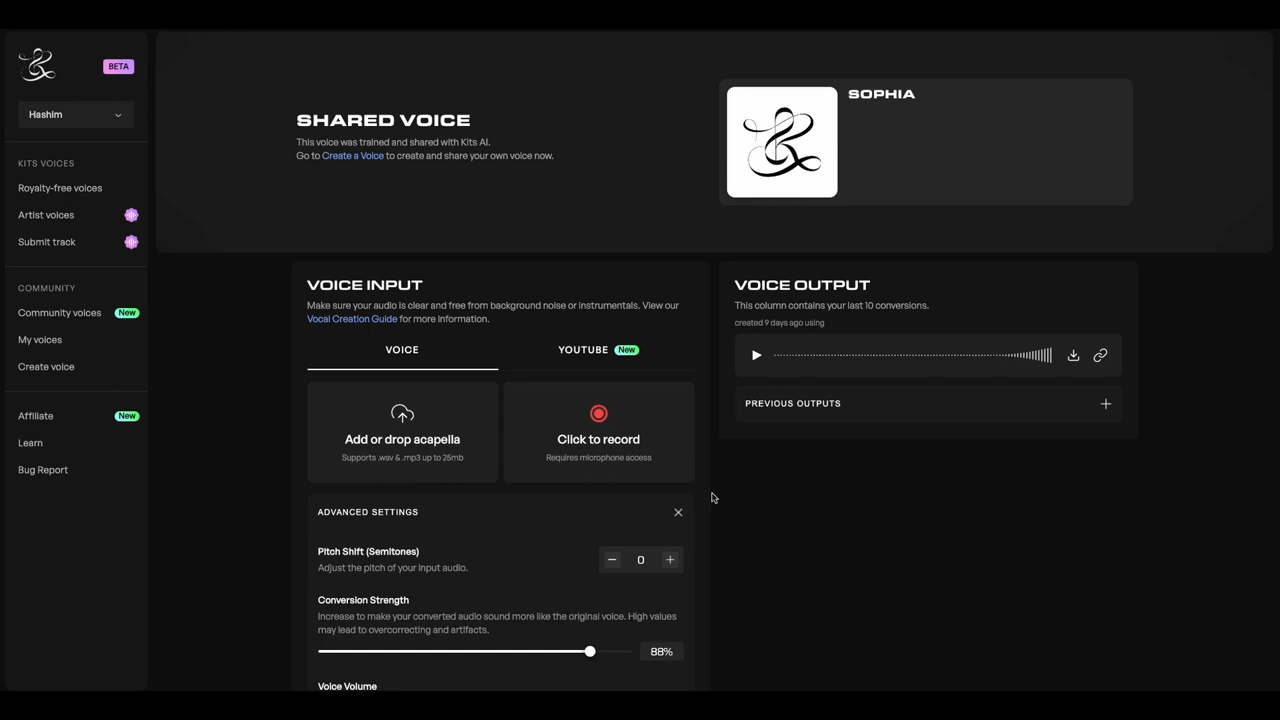 BETA
Hashim
KITS VOICES
Royalty-free voices
Artist voices
Submit track
COMMUNITY
Community voices New
My voices
Create voice
Affiliate New
Learn
Bug Report
SHARED VOICE
This voice was trained and shared with Kits AI.
Go to Create a Voice to create and share your own voice now.
SOPHIA
VOICE INPUT
Make sure your audio is clear and free from background noise or instrumentals. View our
Vocal Creation Guide for more information.
VOICE
YOUTUBE New
Add or drop acapella
Supports .wav & .mp3 up to 25mb
Click to record
Requires microphone access
ADVANCED SETTINGS
Pitch Shift (Semitones)
Adjust the pitch of your input audio.
0
Conversion Strength
Increase to make your converted audio sound more like the original voice. High values
may lead to overcorrecting and artifacts.
88%
Voice Volume
VOICE OUTPUT
This column contains your last 10 conversions.
created 9 days ago using
PREVIOUS OUTPUTS